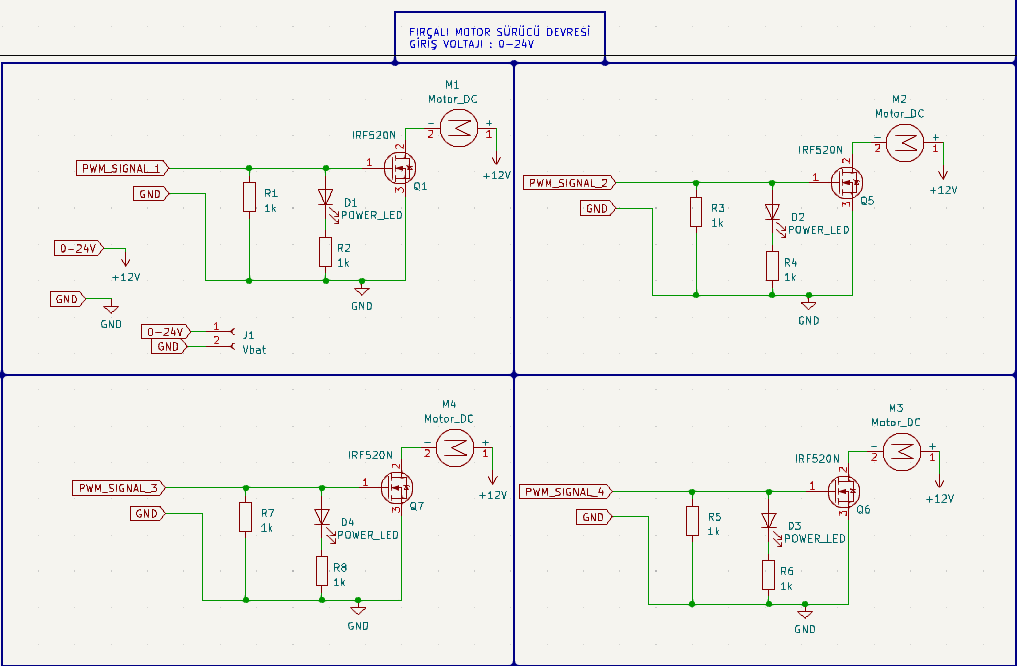 FIRÇALI MOTOR SÜRÜCÜ DEVRESİ
GİRİŞ VOLTAJI : 0-24V
M1
Motor_DC
IRF520N
2
-
2
+
1
PWM_SIGNAL_1
1
+12V
GND
3
Q1
R1
1k
D1
POWER_LED
0-24V
R2
1k
+12V
GND
GND
GND
0-24V
1
J1
GND
2
Vbat
M2
Motor_DC
IRF520N
2
-
2
+
1
PWM_SIGNAL_2
1
+12V
GND
3
Q5
R3
1k
D2
POWER_LED
R4
1k
GND
M4
Motor_DC
IRF520N
2
-
2
+
1
PWM_SIGNAL_3
1
+12V
GND
3
Q7
R7
1k
D4
POWER_LED
R8
1k
GND
M3
Motor_DC
IRF520N
2
-
2
+
1
PWM_SIGNAL_4
1
+12V
GND
3
Q6
R5
1k
D3
POWER_LED
R6
1k
GND